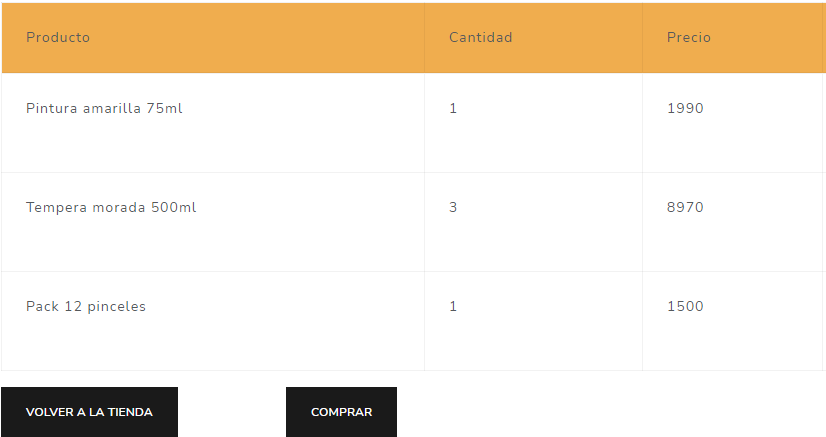 Producto Cantidad Precio
Pintura amarilla 75ml 1 1990
Tempera morada 500ml 3 8970
Pack 12 pinceles 1 1500
VOLVER A LA TIENDA COMPRAR